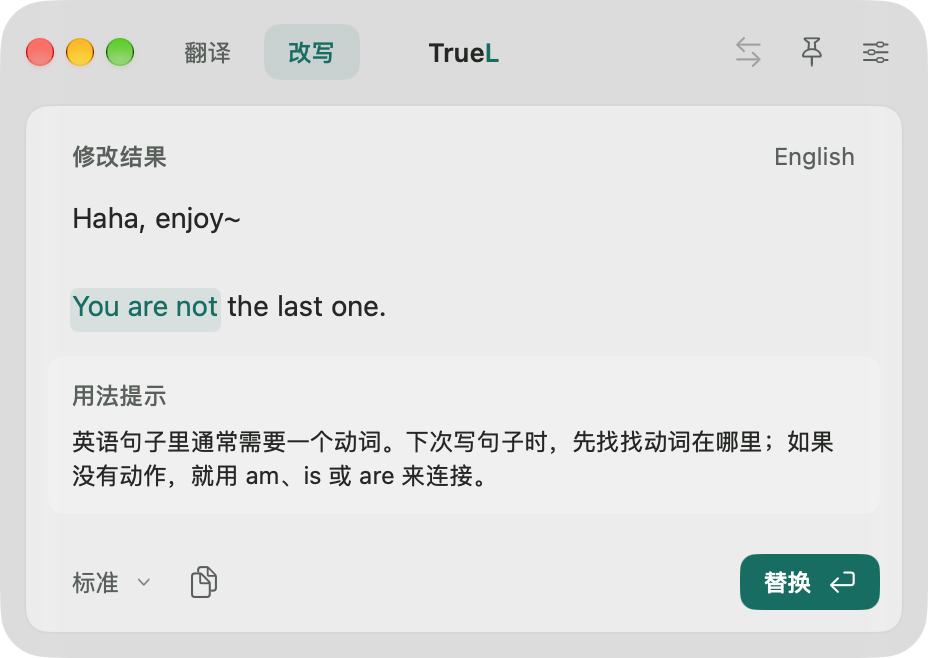 翻译 改写 TrueL
修改结果 English
Haha, enjoy~
You are not the last one.
用法提示
英语句子里通常需要一个动词。下次写句子时，先找找动词在哪里；如果
没有动作，就用 am、is 或 are 来连接。
标准 替换